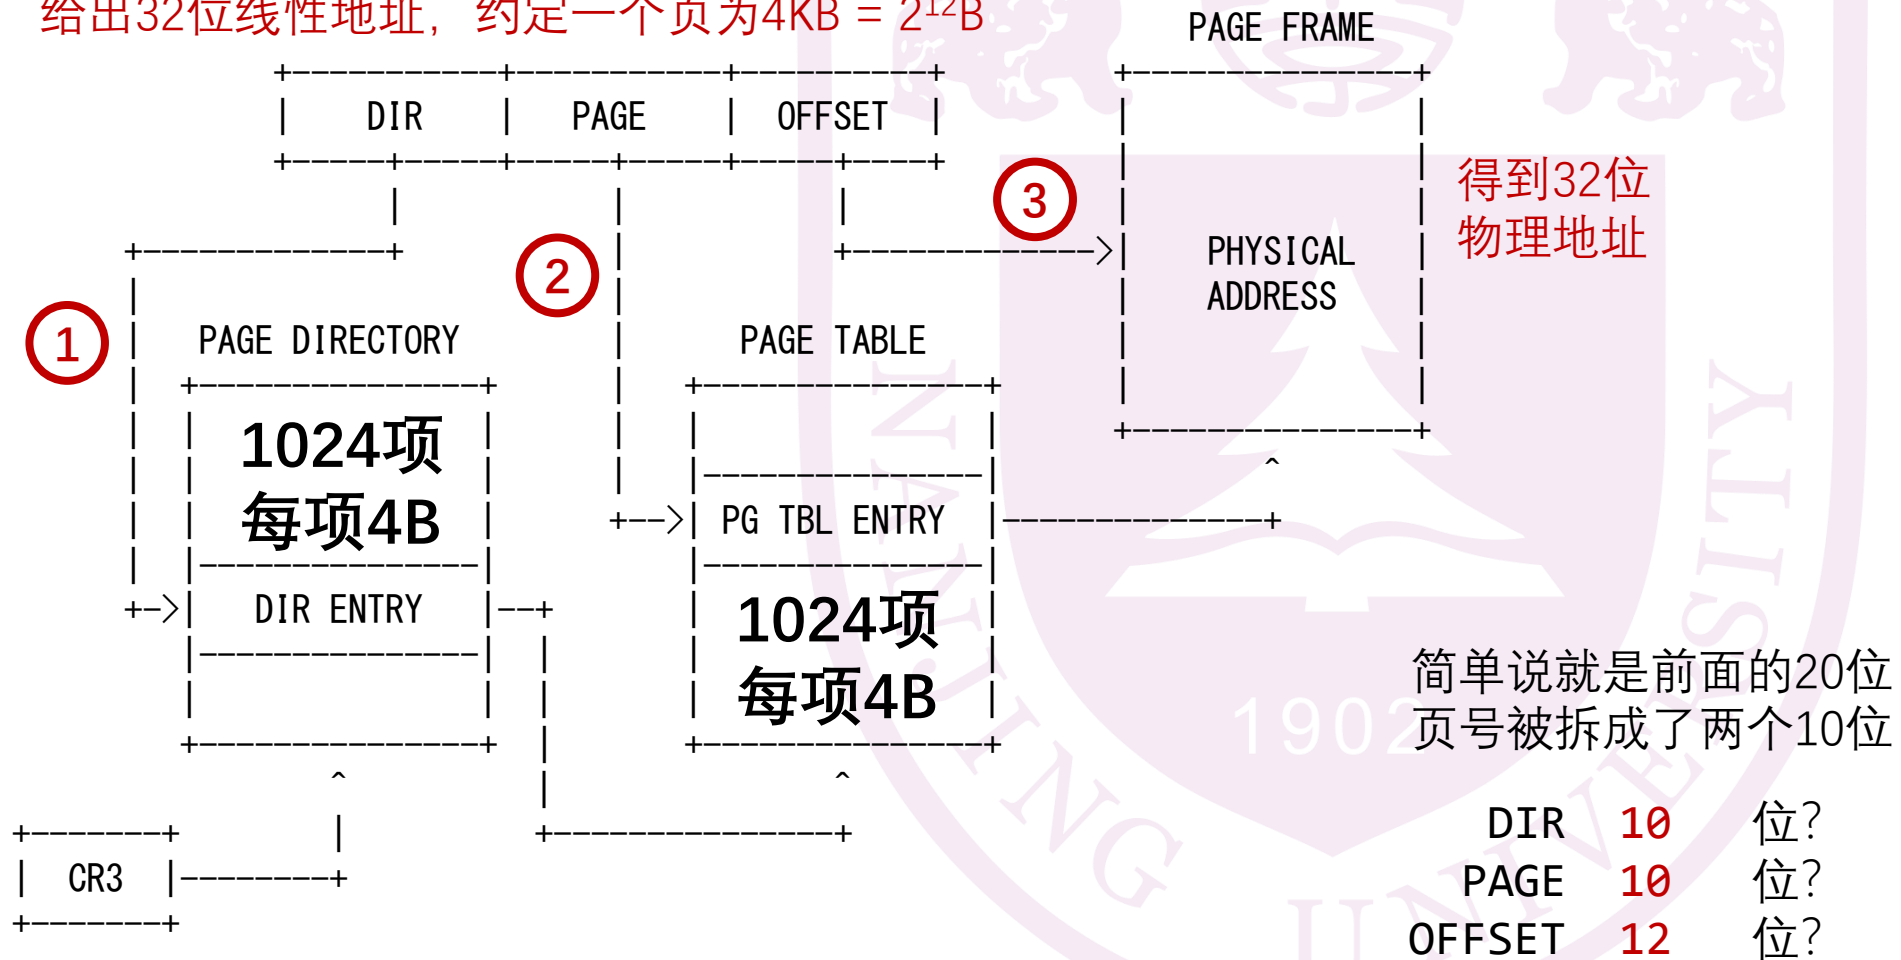 给出32位线性地址，约定一个页为4KB = 2¹²B
PAGE FRAME
DIR PAGE OFFSET
得到32位
物理地址
③
②
PHYSICAL
ADDRESS
①
PAGE DIRECTORY
PAGE TABLE
1024项
每项4B
PG TBL ENTRY
DIR ENTRY
1024项
每项4B
简单说就是前面的20位
页号被拆成了两个10位
CR3
DIR 10 位?
PAGE 10 位?
OFFSET 12 位?
NANJING UNIVERSITY
1902